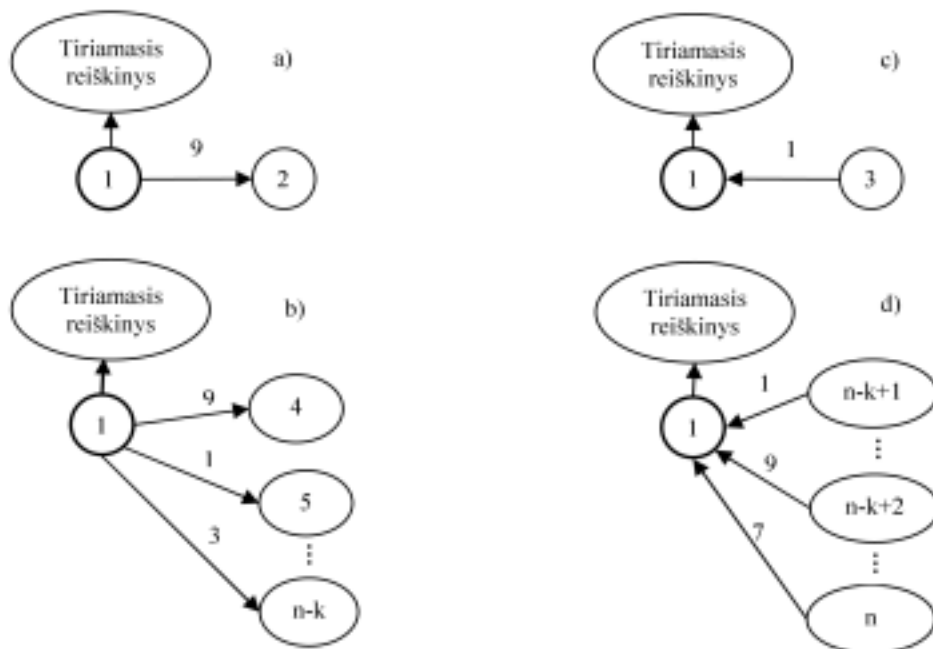 Tiriamasis
reiškinys
a)
9
1
2
Tiriamasis
reiškinys
c)
1
1
3
Tiriamasis
reiškinys
b)
9
1
4
1
5
3
⋮
n-k
Tiriamasis
reiškinys
d)
1
n-k+1
1
⋮
9
n-k+2
7
⋮
n